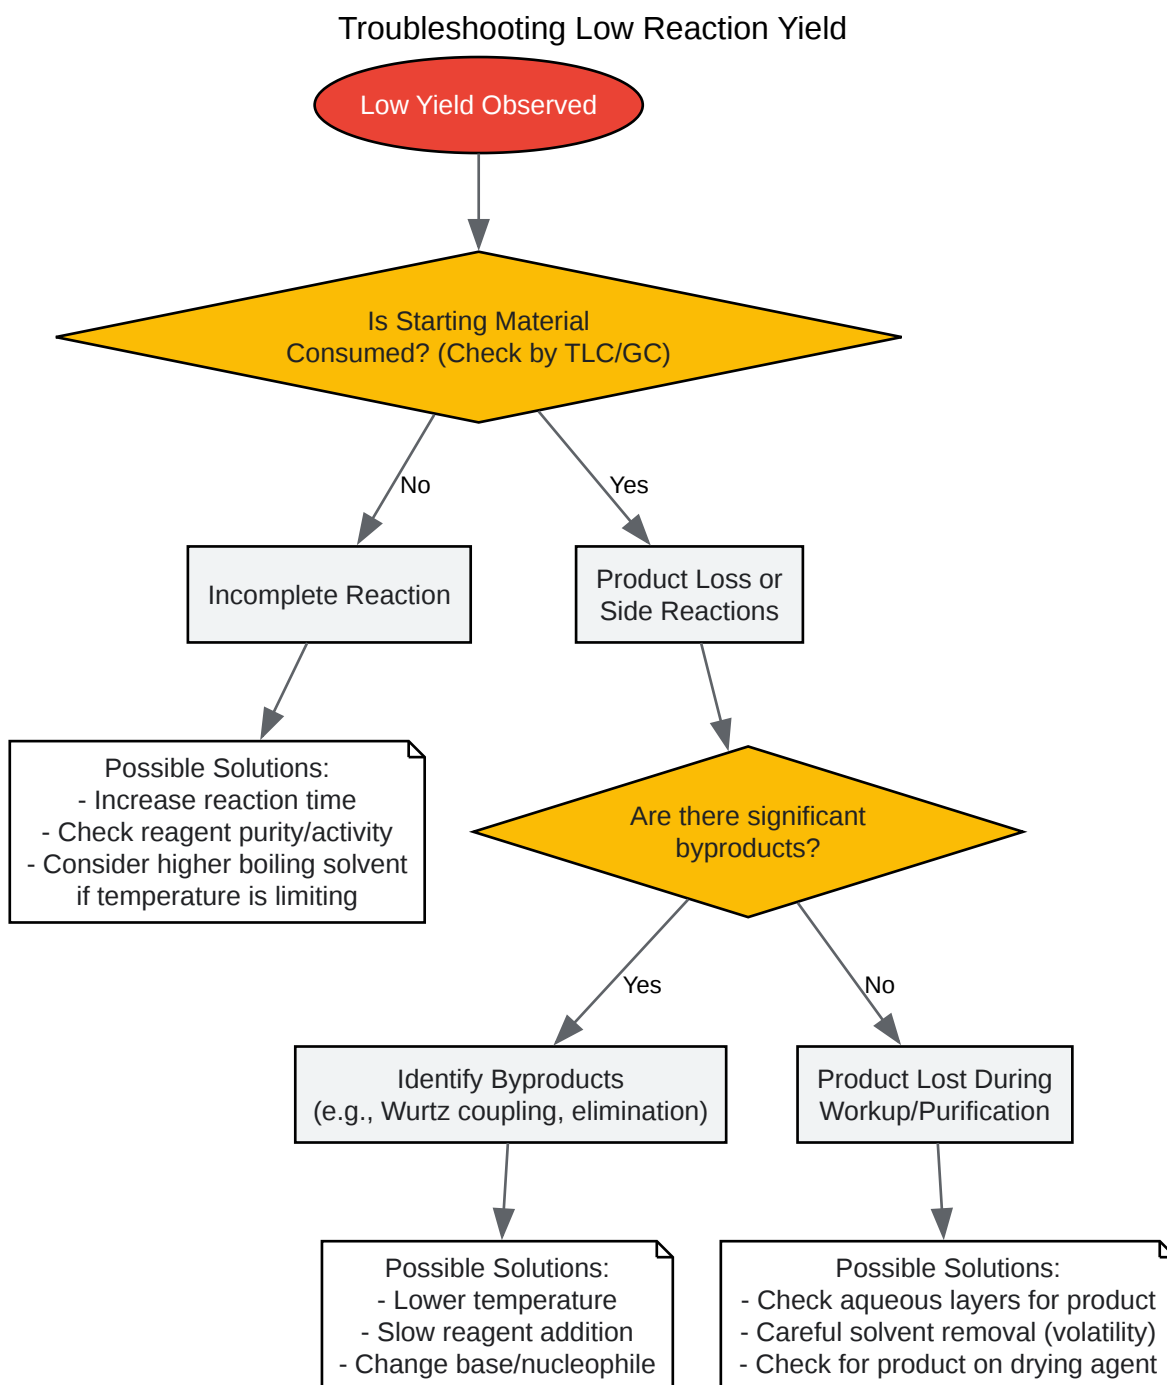 Troubleshooting Low Reaction Yield
Low Yield Observed
Is Starting Material
Consumed? (Check by TLC/GC)
No
Yes
Incomplete Reaction
Product Loss or
Side Reactions
Possible Solutions:
- Increase reaction time
- Check reagent purity/activity
- Consider higher boiling solvent
if temperature is limiting
Are there significant
byproducts?
Yes
No
Identify Byproducts
(e.g., Wurtz coupling, elimination)
Product Lost During
Workup/Purification
Possible Solutions:
- Lower temperature
- Slow reagent addition
- Change base/nucleophile
Possible Solutions:
- Check aqueous layers for product
- Careful solvent removal (volatility)
- Check for product on drying agent